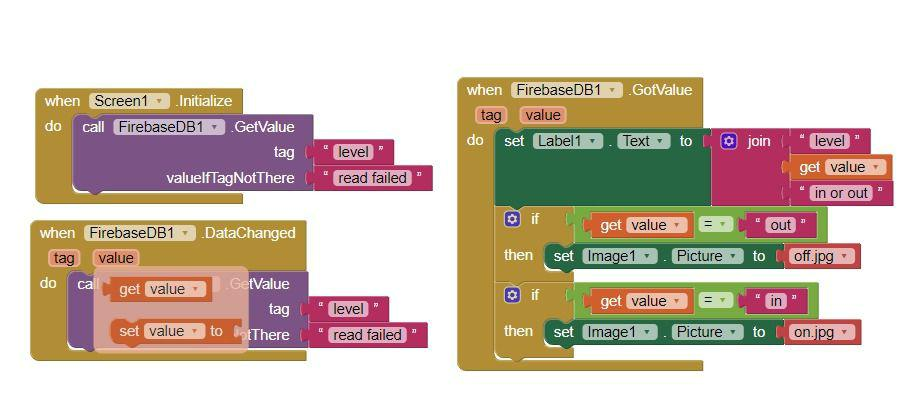 when Screen1 .Initialize
do call FirebaseDB1 .GetValue
tag " level "
valueIfTagNotThere " read failed "
when FirebaseDB1 .DataChanged
tag value
do call GetValue
get value
tag " level "
set value to otThere " read failed "
when FirebaseDB1 .GotValue
tag value
do set Label1 . Text to join " level "
get value
" in or out "
if get value = " out "
then set Image1 . Picture to off.jpg
if get value = " in "
then set Image1 . Picture to on.jpg